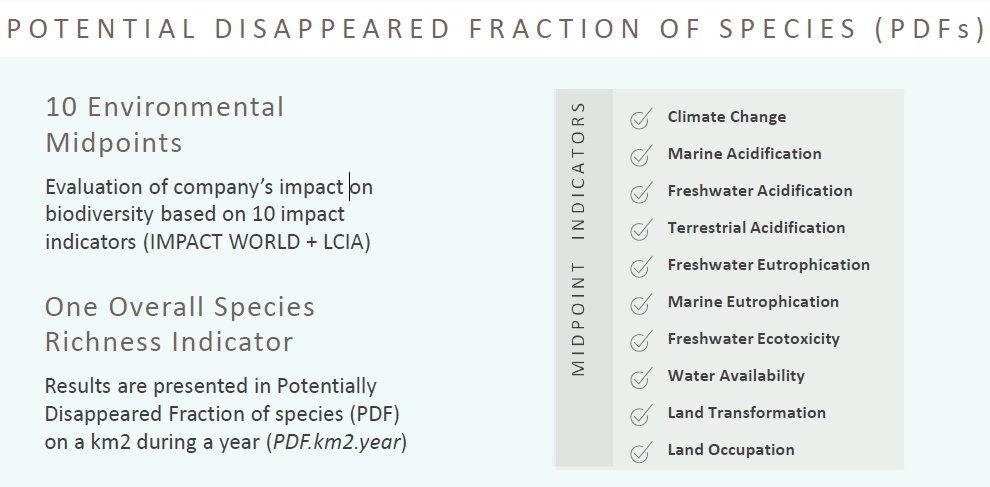 POTENTIAL DISAPPEARED FRACTION OF SPECIES (PDFs)
10 Environmental
Midpoints
Evaluation of company's impact on
biodiversity based on 10 impact
indicators (IMPACT WORLD + LCIA)
One Overall Species
Richness Indicator
Results are presented in Potentially
Disappeared Fraction of species (PDF)
on a km2 during a year (PDF.km2.year)
MIDPOINT INDICATORS
Climate Change
Marine Acidification
Freshwater Acidification
Terrestrial Acidification
Freshwater Eutrophication
Marine Eutrophication
Freshwater Ecotoxicity
Water Availability
Land Transformation
Land Occupation